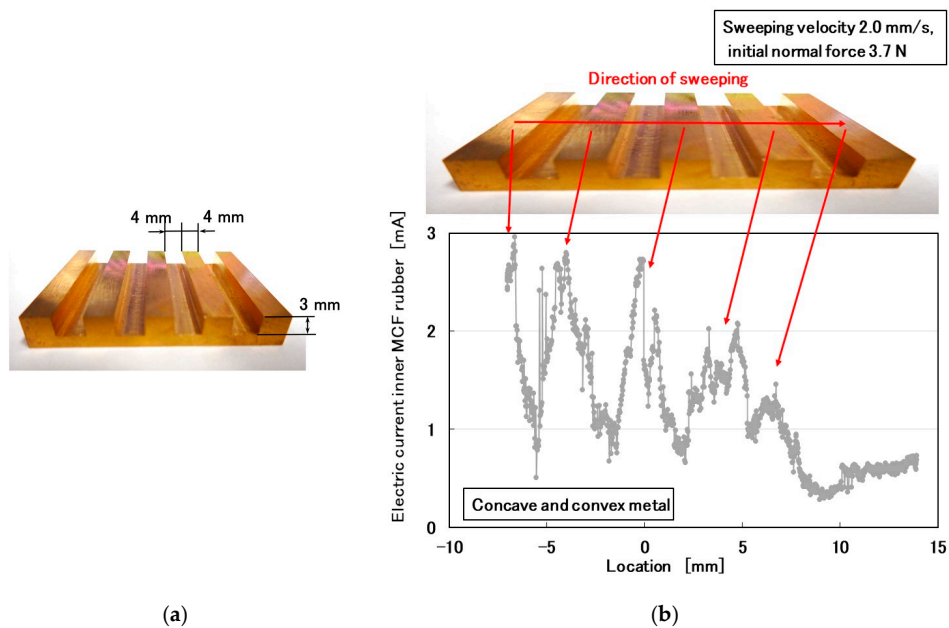 Sweeping velocity 2.0 mm/s,
initial normal force 3.7 N
Direction of sweeping
4 mm
4 mm
3 mm
Electric current inner MCF rubber [mA]
3
2
1
0
Concave and convex metal
−10
−5
0
5
10
15
Location [mm]
(a)
(b)